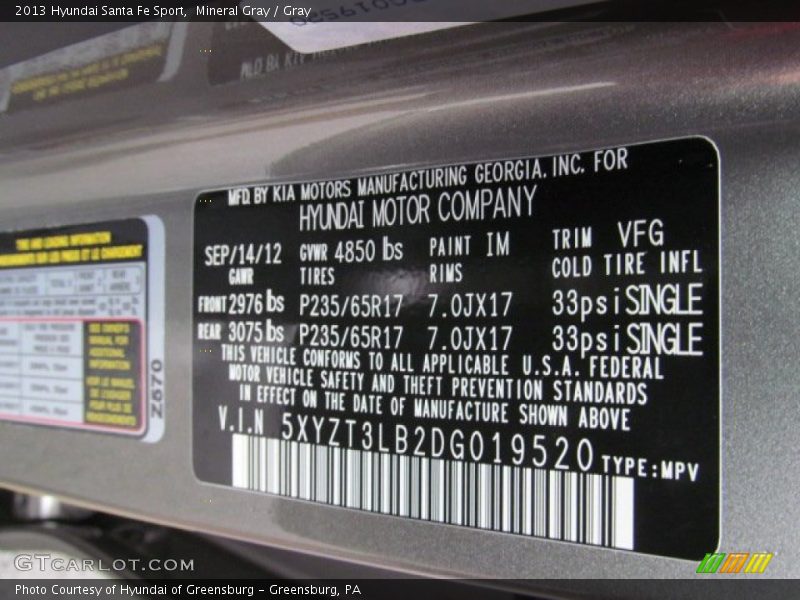 2013 Hyundai Santa Fe Sport, Mineral Gray / Gray
MFD. BY KIA MOTORS MANUFACTURING GEORGIA. INC. FOR
HYUNDAI MOTOR COMPANY
SEP/14/12 GVWR 4850 lbs PAINT IM TRIM VFG
GAWR TIRES RIMS COLD TIRE INFL
FRONT 2976 lbs P235/65R17 7.0JX17 33psi SINGLE
REAR 3075 lbs P235/65R17 7.0JX17 33psi SINGLE
THIS VEHICLE CONFORMS TO ALL APPLICABLE U.S.A. FEDERAL
MOTOR VEHICLE SAFETY AND THEFT PREVENTION STANDARDS
IN EFFECT ON THE DATE OF MANUFACTURE SHOWN ABOVE
V.I.N 5XYZT3LB2DG019520 TYPE:MPV
Z670
GTCarLot.com
Photo Courtesy of Hyundai of Greensburg - Greensburg, PA